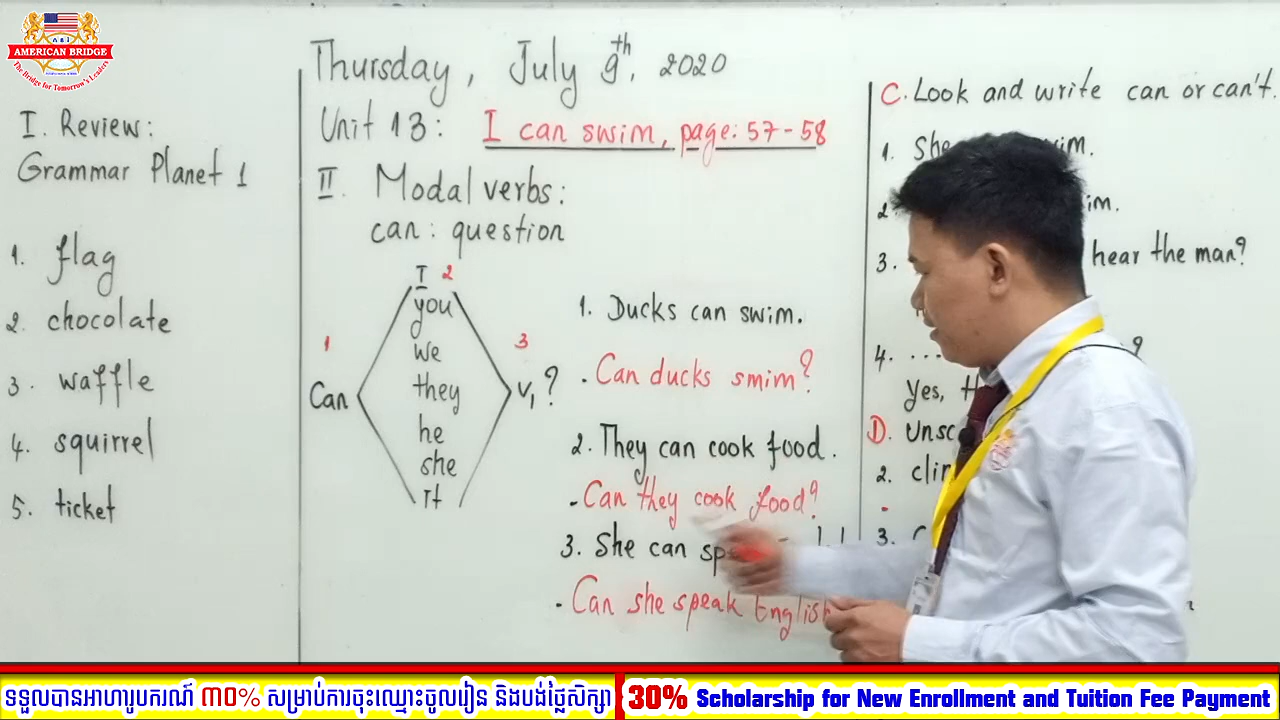 AMERICAN BRIDGE
The Bridge for Tomorrow's Leaders
I. Review:
Grammar Planet 1
1. flag
2. chocolate
3. waffle
4. squirrel
5. ticket
Thursday, July 9th, 2020
Unit 13: I can swim, page: 57-58
II. Modal verbs:
can: question
I 2
you
1 we 3
Can they V1?
he
she
It
1. Ducks can swim.
. Can ducks smim?
2. They can cook food.
- Can they cook food?
3. She can
- Can she speak English
C. Look and write can or can't.
1. She
2
3. hear the man?
4. ... ?
Yes,
D.
2.
3.
ទទួលបានអាហារូបករណ៍ ៣០% សម្រាប់ការចុះឈ្មោះចូលរៀន និងបង់ថ្លៃសិក្សា
30% Scholarship for New Enrollment and Tuition Fee Payment